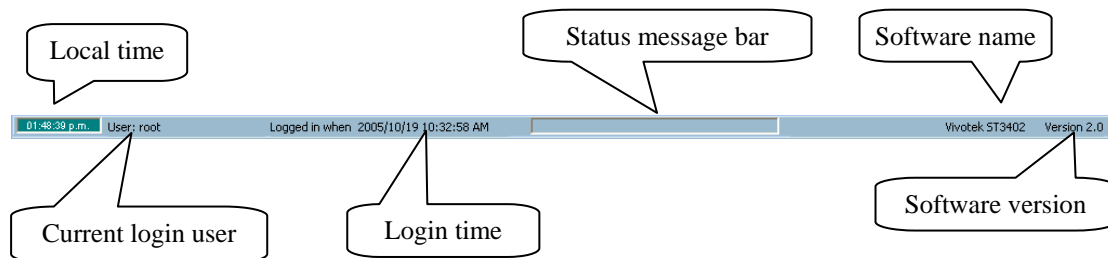 Local time
Status message bar
Software name
01:48:39 p.m. User: root Logged in when 2005/10/19 10:32:58 AM Vivotek ST3402 Version 2.0
Current login user
Login time
Software version